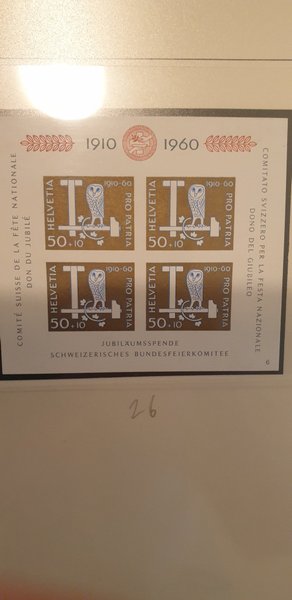 1910 1960
COMITÉ SUISSE DE LA FÊTE NATIONALE
DON DU JUBILÉ
COMITATO SVIZZERO PER LA FESTA NAZIONALE
DONO DEL GIUBILEO
HELVETIA
1910-60
PRO PATRIA
50+10
HELVETIA
1910-60
PRO PATRIA
50+10
HELVETIA
1910-60
PRO PATRIA
50+10
HELVETIA
1910-60
PRO PATRIA
50+10
JUBILÄUMSSPENDE
SCHWEIZERISCHES BUNDESFEIERKOMITEE
6
26